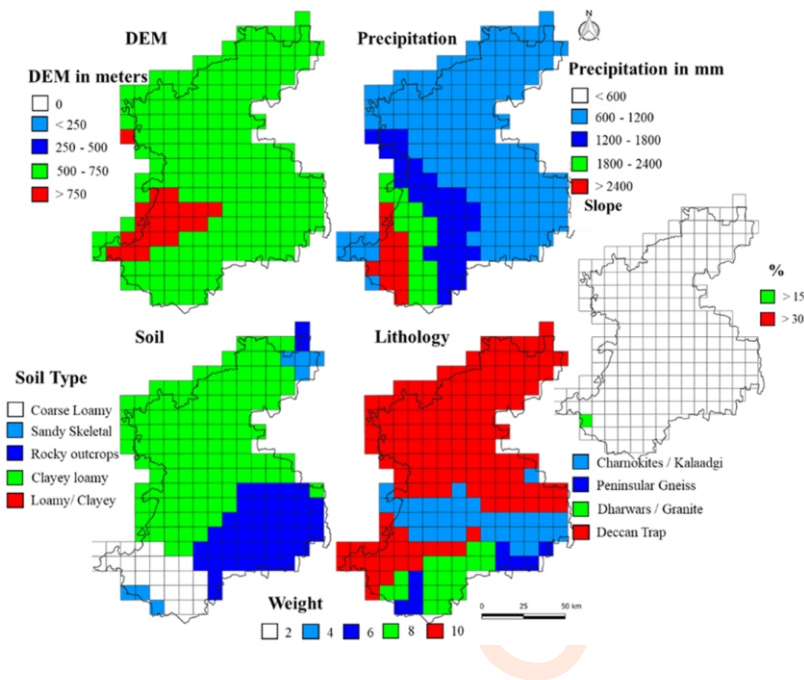 DEM
DEM in meters
0
< 250
250 - 500
500 - 750
> 750
Precipitation
N
Precipitation in mm
< 600
600 - 1200
1200 - 1800
1800 - 2400
> 2400
Slope
%
> 15
> 30
Soil
Soil Type
Coarse Loamy
Sandy Skeletal
Rocky outcrops
Clayey loamy
Loamy/ Clayey
Lithology
Charnokites / Kalaadgi
Peninsular Gneiss
Dharwars / Granite
Deccan Trap
Weight
2 4 6 8 10
0 25 50 km